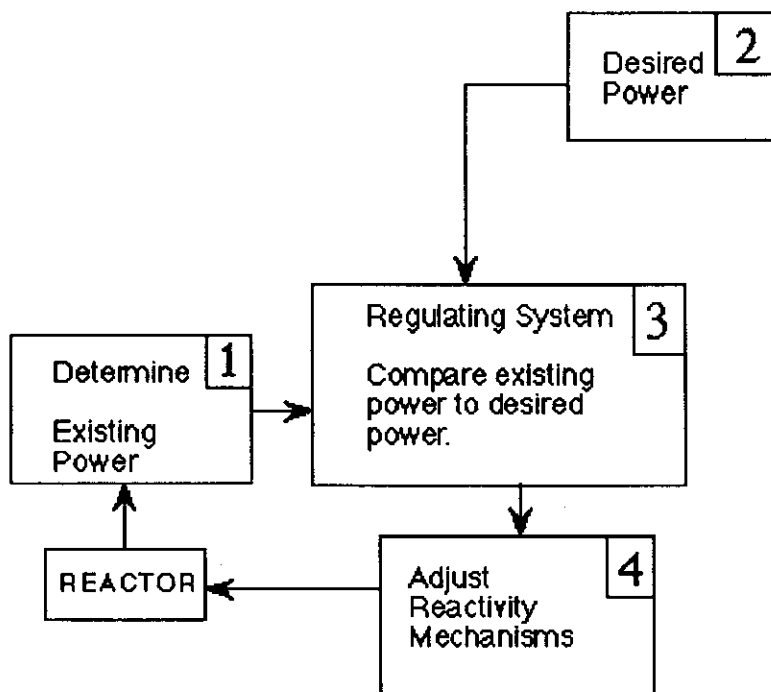 Desired
Power
2
Regulating System
3
Compare existing
power to desired
power.
Determine
1
Existing
Power
REACTOR
Adjust
Reactivity
Mechanisms
4